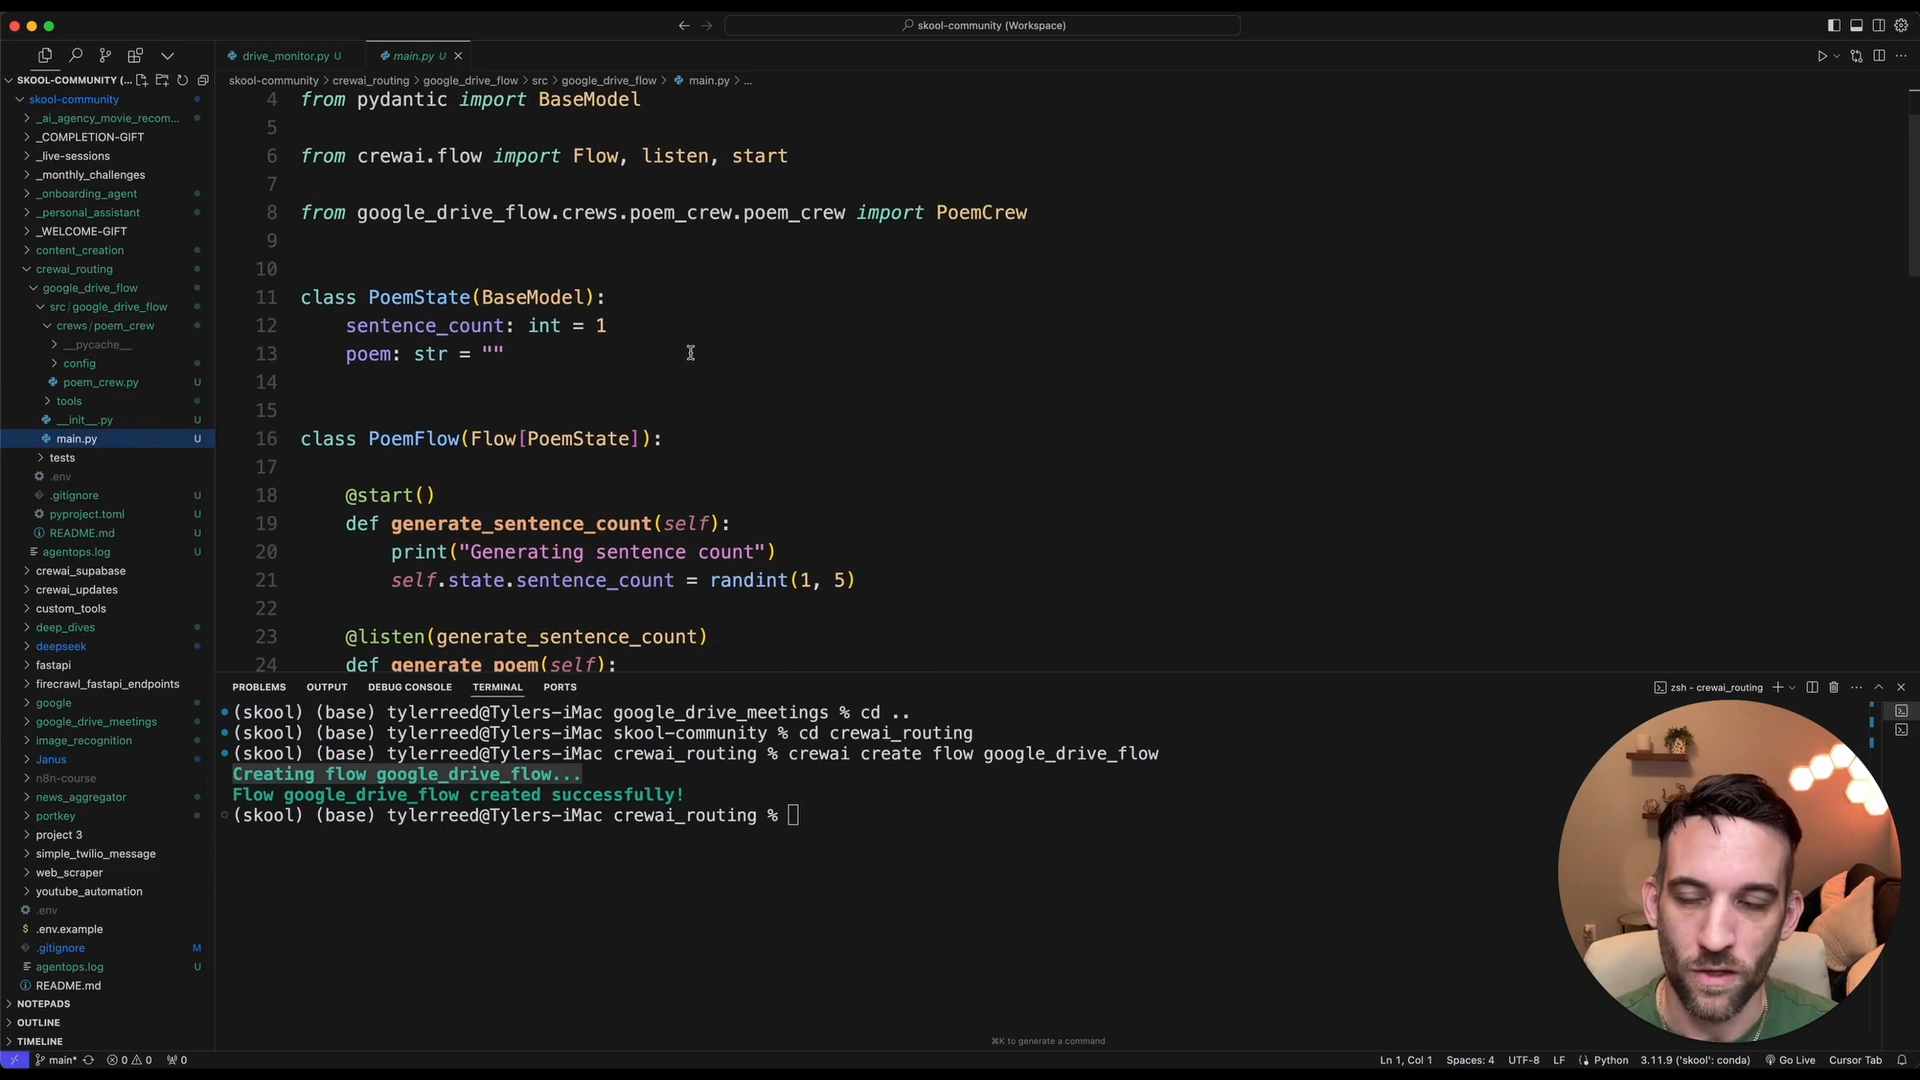 skool-community (Workspace)
drive_monitor.py U
main.py U
SKOOL-COMMUNITY (...
skool-community > crewai_routing > google_drive_flow > src > google_drive_flow > main.py > ...
skool-community
_ai_agency_movie_recom...
_COMPLETION-GIFT
_live-sessions
_monthly_challenges
_onboarding_agent
_personal_assistant
_WELCOME-GIFT
content_creation
crewai_routing
google_drive_flow
src/google_drive_flow
crews/poem_crew
__pycache__
config
poem_crew.py U
tools
__init__.py U
main.py U
tests
.env
.gitignore U
pyproject.toml U
README.md U
agentops.log U
crewai_supabase
crewai_updates
custom_tools
deep_dives
deepseek
fastapi
firecrawl_fastapi_endpoints
google
google_drive_meetings
image_recognition
Janus
n8n-course
news_aggregator
portkey
project 3
simple_twilio_message
web_scraper
youtube_automation
.env
.env.example
.gitignore M
agentops.log U
README.md
NOTEPADS
OUTLINE
TIMELINE
4 from pydantic import BaseModel
5
6 from crewai.flow import Flow, listen, start
7
8 from google_drive_flow.crews.poem_crew.poem_crew import PoemCrew
9
10
11 class PoemState(BaseModel):
12 sentence_count: int = 1
13 poem: str = ""
14
15
16 class PoemFlow(Flow[PoemState]):
17
18 @start()
19 def generate_sentence_count(self):
20 print("Generating sentence count")
21 self.state.sentence_count = randint(1, 5)
22
23 @listen(generate_sentence_count)
24 def generate_poem(self):
PROBLEMS OUTPUT DEBUG CONSOLE TERMINAL PORTS
zsh - crewai_routing
(skool) (base) tylerreed@Tylers-iMac google_drive_meetings % cd ..
(skool) (base) tylerreed@Tylers-iMac skool-community % cd crewai_routing
(skool) (base) tylerreed@Tylers-iMac crewai_routing % crewai create flow google_drive_flow
Creating flow google_drive_flow...
Flow google_drive_flow created successfully!
(skool) (base) tylerreed@Tylers-iMac crewai_routing %
⌘K to generate a command
main* 0 0 0
Ln 1, Col 1 Spaces: 4 UTF-8 LF Python 3.11.9 ('skool': conda) Go Live Cursor Tab